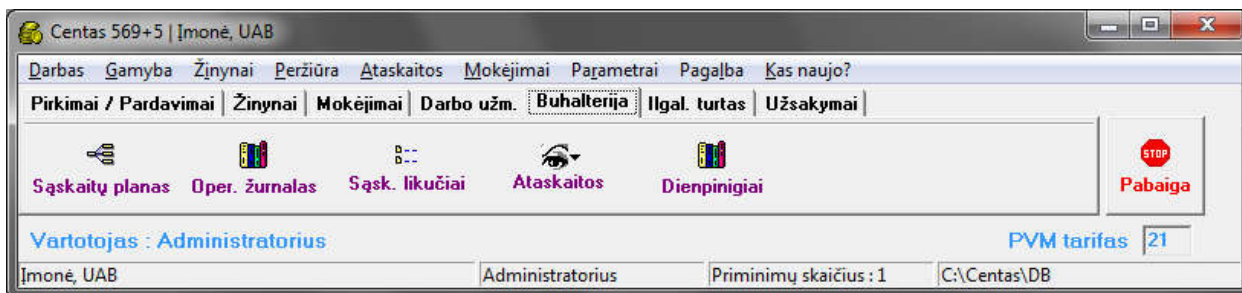 Centas 569+5 | Įmonė, UAB
Darbas Gamyba Žinynai Peržiūra Ataskaitos Mokėjimai Parametrai Pagalba Kas naujo?
Pirkimai / Pardavimai Žinynai Mokėjimai Darbo užm. Buhalterija Ilgal. turtas Užsakymai
Sąskaitų planas Oper. žurnalas Sąsk. likučiai Ataskaitos Dienpinigiai STOP Pabaiga
Vartotojas : Administratorius PVM tarifas 21
Įmonė, UAB Administratorius Priminimų skaičius : 1 C:\Centas\DB